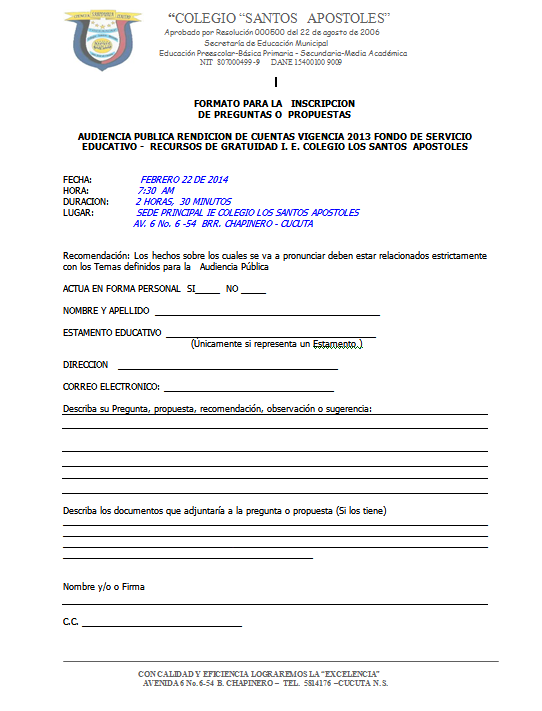 “COLEGIO “SANTOS APOSTOLES”
Aprobado por Resolución 000800 del 22 de agosto de 2006
Secretaría de Educación Municipal
Educación Preescolar-Básica Primaria - Secundaria-Media Académica
NIT 807000499-9 DANE 15400100 9009
I
FORMATO PARA LA INSCRIPCION
DE PREGUNTAS O PROPUESTAS
AUDIENCIA PUBLICA RENDICION DE CUENTAS VIGENCIA 2013 FONDO DE SERVICIO
EDUCATIVO - RECURSOS DE GRATUIDAD I. E. COLEGIO LOS SANTOS APOSTOLES
FECHA: FEBRERO 22 DE 2014
HORA: 7:30 AM
DURACION: 2 HORAS, 30 MINUTOS
LUGAR: SEDE PRINCIPAL IE COLEGIO LOS SANTOS APOSTOLES
AV. 6 No. 6 -54 BRR. CHAPINERO - CUCUTA
Recomendación: Los hechos sobre los cuales se va a pronunciar deben estar relacionados estrictamente
con los Temas definidos para la Audiencia Pública
ACTUA EN FORMA PERSONAL SI_____ NO _____
NOMBRE Y APELLIDO
ESTAMENTO EDUCATIVO
(Únicamente si representa un Estamento.)
DIRECCION
CORREO ELECTRONICO:
Describa su Pregunta, propuesta, recomendación, observación o sugerencia:
Describa los documentos que adjuntaría a la pregunta o propuesta (Si los tiene)
Nombre y/o o Firma
C.C.
CON CALIDAD Y EFICIENCIA LOGRAREMOS LA “EXCELENCIA”
AVENIDA 6 No. 6-54 B. CHAPINERO – TEL. 5814176 –CUCUTA N.S.